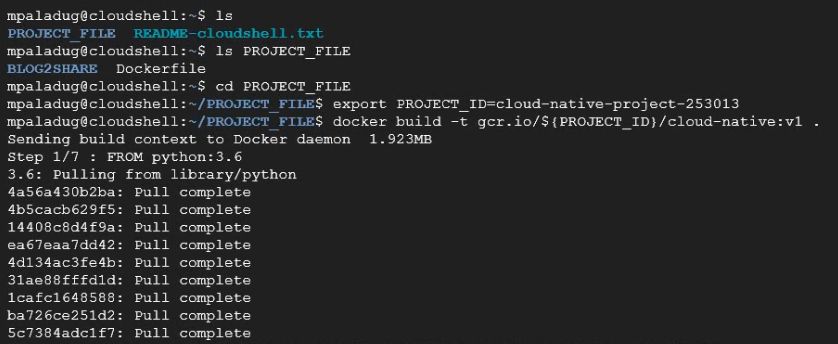 mpaladug@cloudshell:~$ ls
PROJECT_FILE  README-cloudshell.txt
mpaladug@cloudshell:~$ ls PROJECT_FILE
BLOG2SHARE  Dockerfile
mpaladug@cloudshell:~$ cd PROJECT_FILE
mpaladug@cloudshell:~/PROJECT_FILE$ export PROJECT_ID=cloud-native-project-253013
mpaladug@cloudshell:~/PROJECT_FILE$ docker build -t gcr.io/${PROJECT_ID}/cloud-native:v1 .
Sending build context to Docker daemon  1.923MB
Step 1/7 : FROM python:3.6
3.6: Pulling from library/python
4a56a430b2ba: Pull complete
4b5cacb629f5: Pull complete
14408c8d4f9a: Pull complete
ea67eaa7dd42: Pull complete
4d134ac3fe4b: Pull complete
31ae88fffd1d: Pull complete
1cafc1648588: Pull complete
ba726ce251d2: Pull complete
5c7384adc1f7: Pull complete